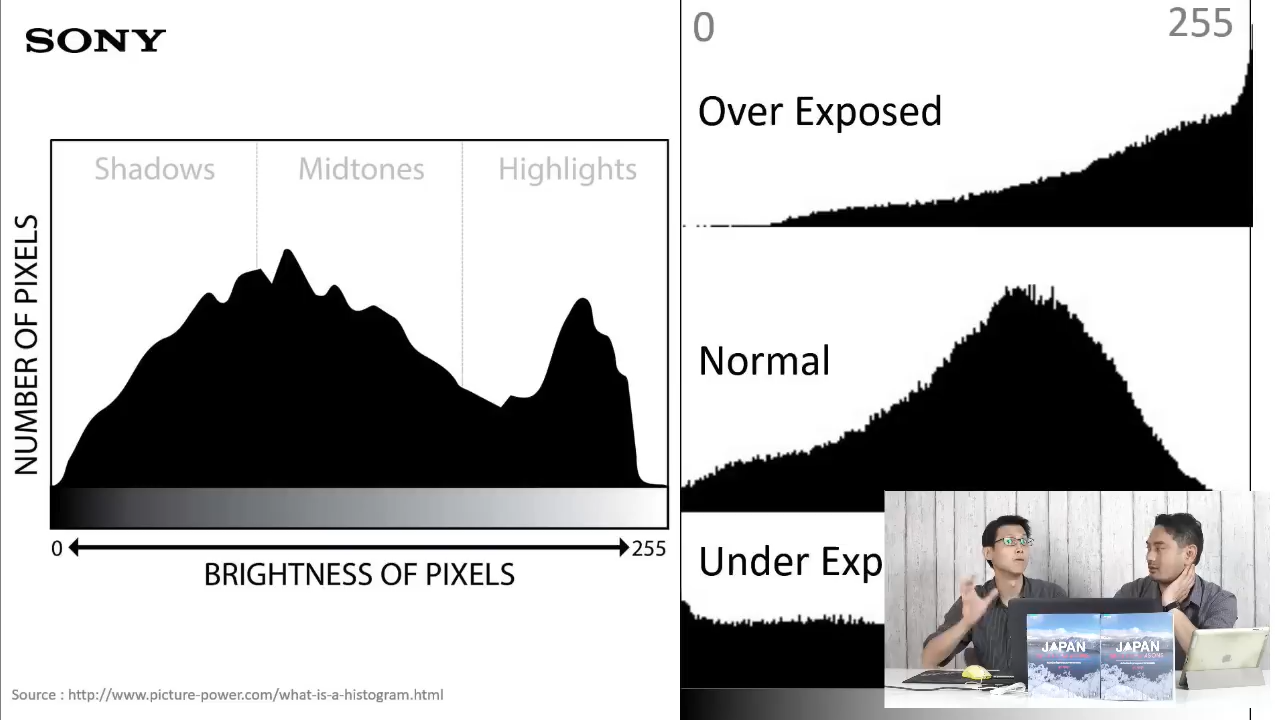 SONY
Shadows
Midtones
Highlights
NUMBER OF PIXELS
0
255
BRIGHTNESS OF PIXELS
Source : http://www.picture-power.com/what-is-a-histogram.html
0
255
Over Exposed
Normal
Under Exp
JAPAN
JAPAN